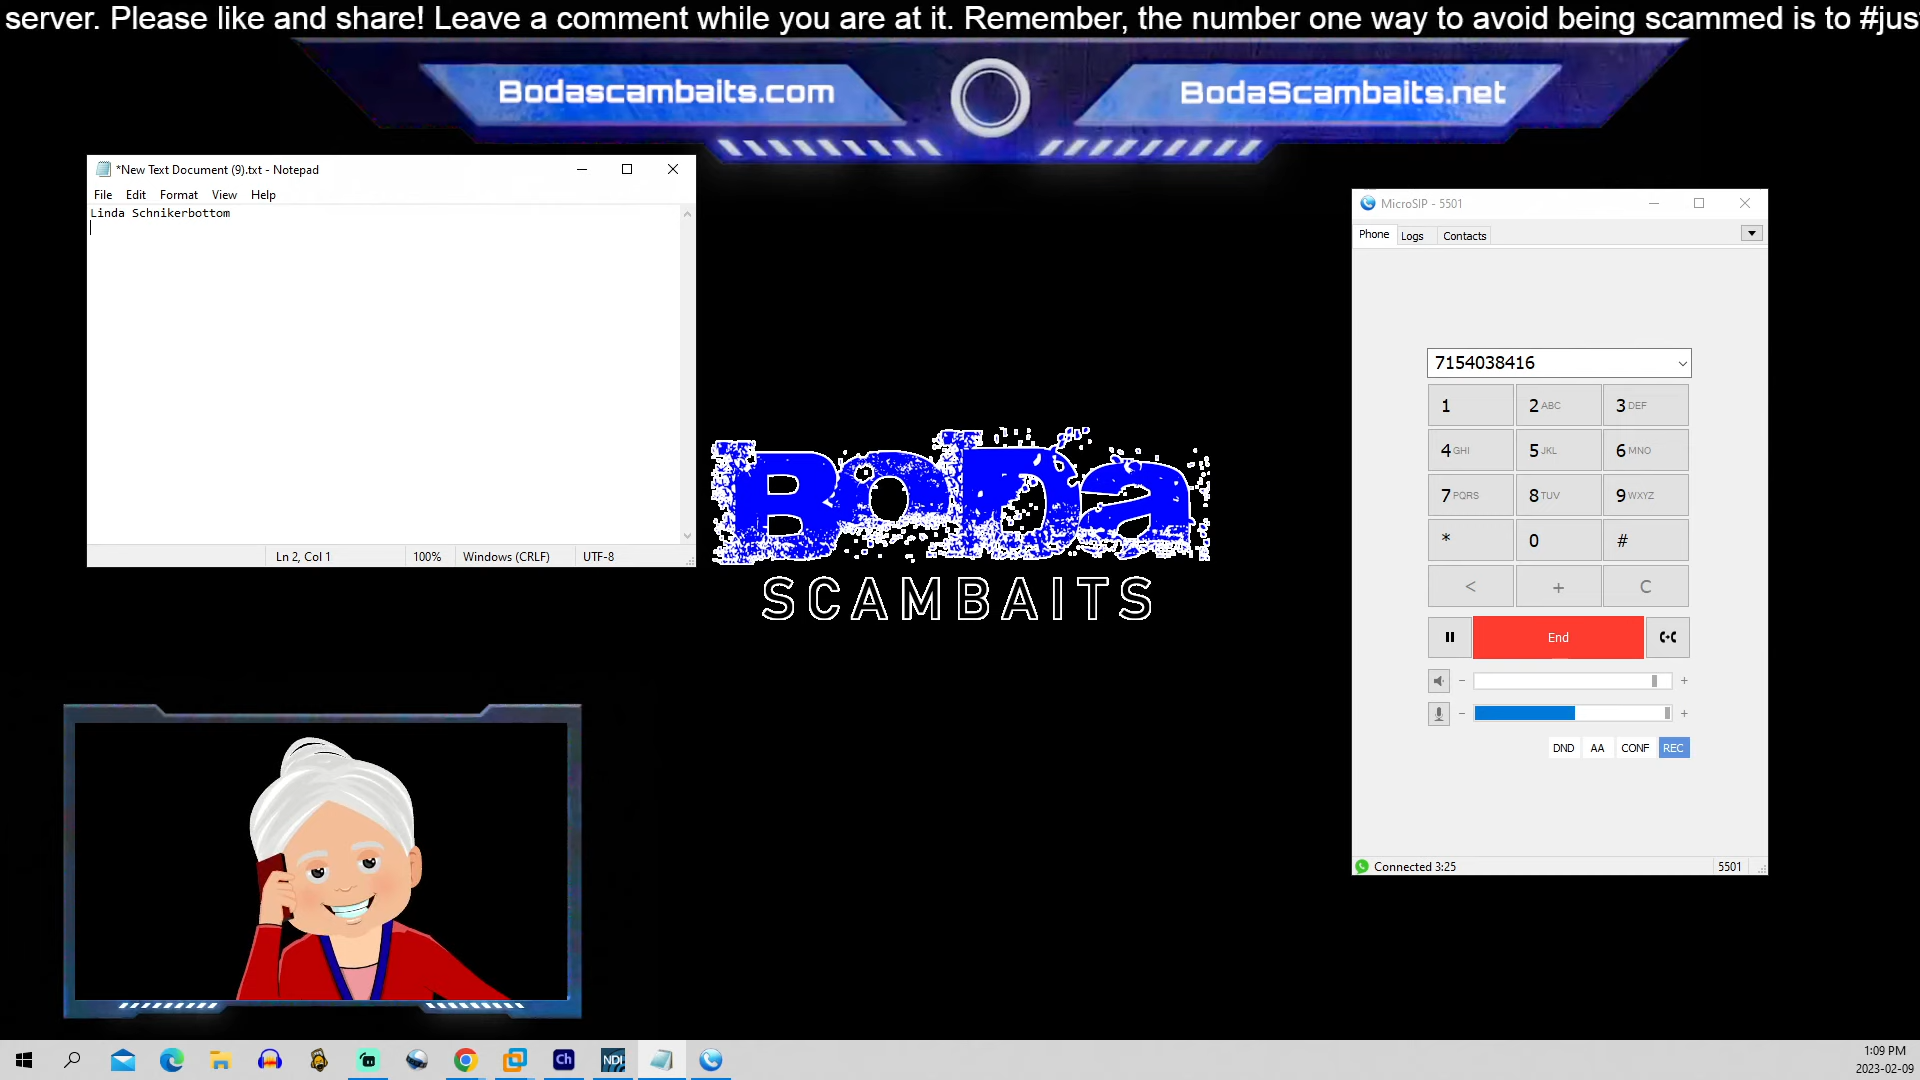 server. Please like and share! Leave a comment while you are at it. Remember, the number one way to avoid being scammed is to #jus
Bodascambaits.com
BodaScambaits.net
*New Text Document (9).txt - Notepad
File Edit Format View Help
Linda Schnikerbottom
Ln 2, Col 1 100% Windows (CRLF) UTF-8
BoDa
SCAMBAITS
MicroSIP - 5501
Phone Logs Contacts
7154038416
1 2 ABC 3 DEF
4 GHI 5 JKL 6 MNO
7 PQRS 8 TUV 9 WXYZ
* 0 #
< + C
End
- +
- +
DND AA CONF REC
Connected 3:25 5501
Ch NDI
1:09 PM
2023-02-09